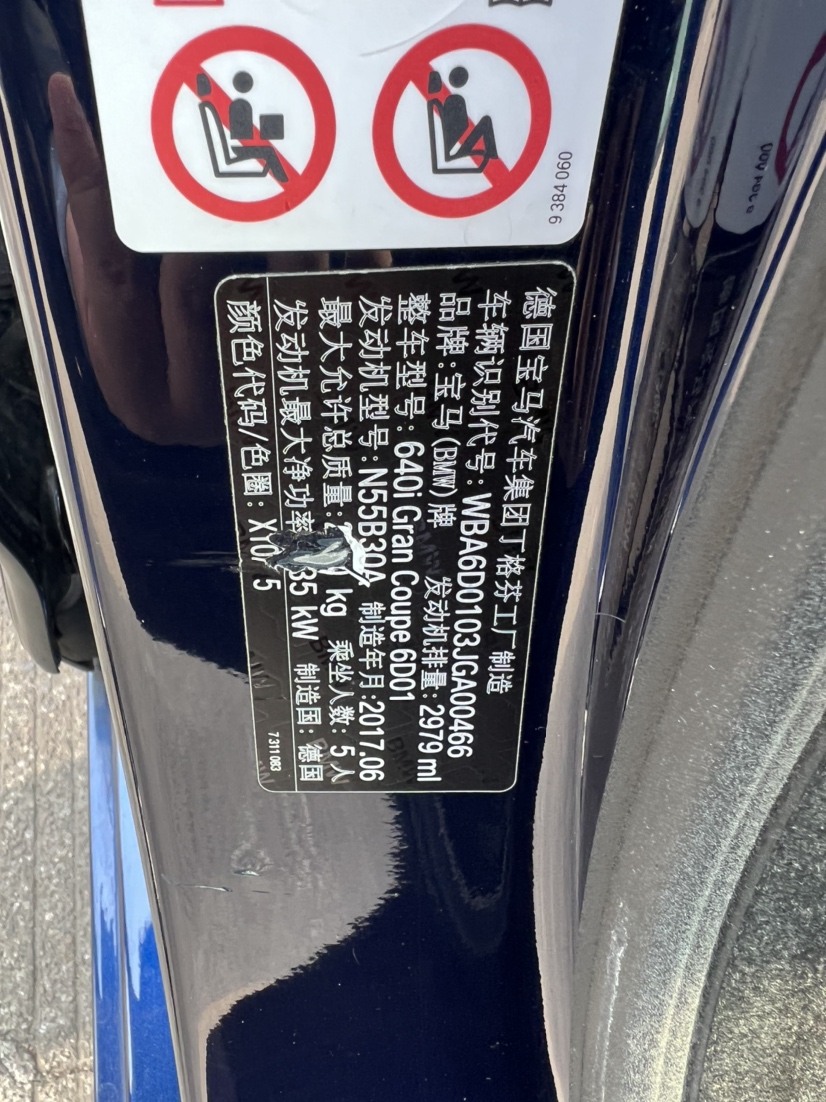 9 384 060
德国宝马汽车集团丁格芬工厂制造
车辆识别代号: WBA6D0103JGA00466
品牌: 宝马(BMW)牌 发动机排量: 2979 ml
整车型号: 640i Gran Coupe 6D01
发动机型号: N55B30A 制造年月: 2017.06
最大允许总质量: kg 乘坐人数: 5 人
发动机最大净功率 35 kW 制造国: 德国
颜色代码/色圈: X10 5
7 311 083